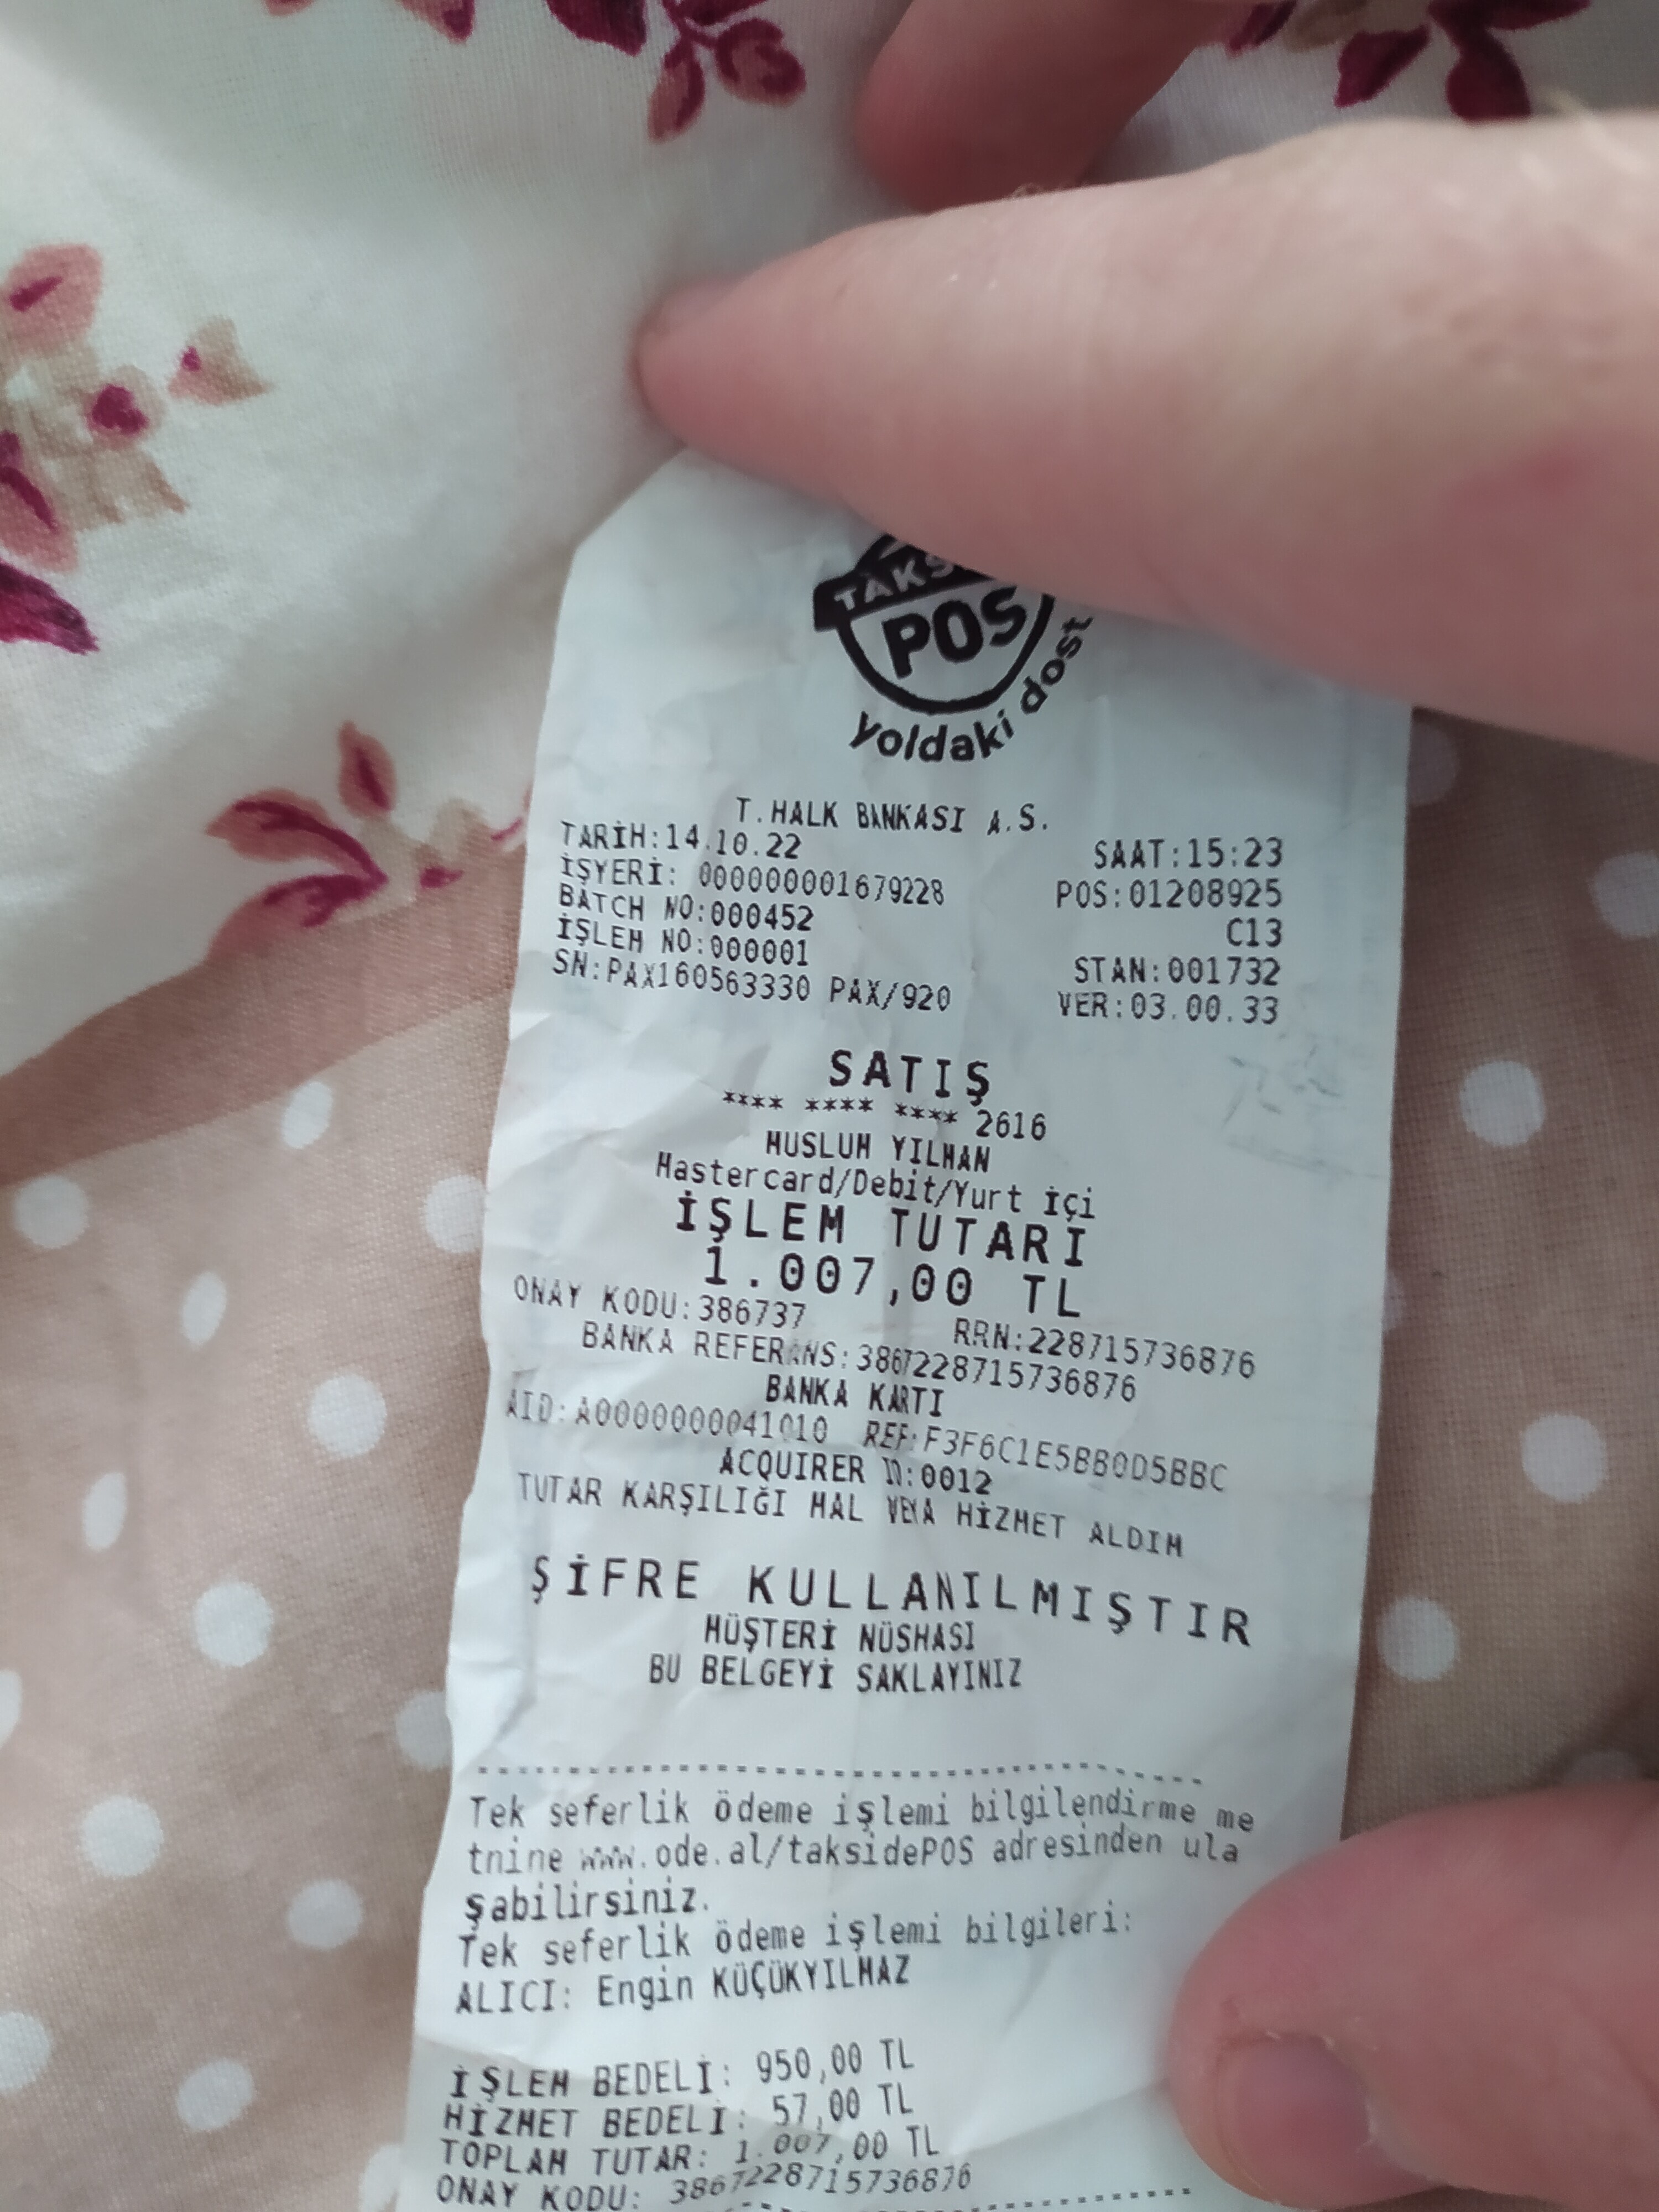 POS
yoldaki dost
T.HALK BANKASI A.S.
TARİH:14.10.22 SAAT:15:23
İŞYERİ: 000000001679228 POS:01208925
BATCH NO:000452 C13
İŞLEM NO:000001 STAN:001732
SN:PAX160563330 PAX/920 VER:03.00.33
SATIŞ
**** **** **** 2616
MUSLUM YILMAN
Mastercard/Debit/Yurt İçi
İŞLEM TUTARI
1.007,00 TL
ONAY KODU:386737 RRN:228715736876
BANKA REFERANS:3867228715736876
BANKA KARTI
AID:A0000000041010 REF:F3F6C1E5BB0D5BBC
ACQUIRER ID:0012
TUTAR KARŞILIĞI MAL VEYA HİZMET ALDIM
ŞİFRE KULLANILMIŞTIR
MÜŞTERİ NÜSHASI
BU BELGEYİ SAKLAYINIZ
Tek seferlik ödeme işlemi bilgilendirme me
tnine www.ode.al/taksidePOS adresinden ula
şabilirsiniz.
Tek seferlik ödeme işlemi bilgileri:
ALICI: Engin KÜÇÜKYILMAZ
İŞLEM BEDELİ: 950,00 TL
HİZMET BEDELİ: 57,00 TL
TOPLAM TUTAR: 1.007,00 TL
ONAY KODU: 3867228715736876